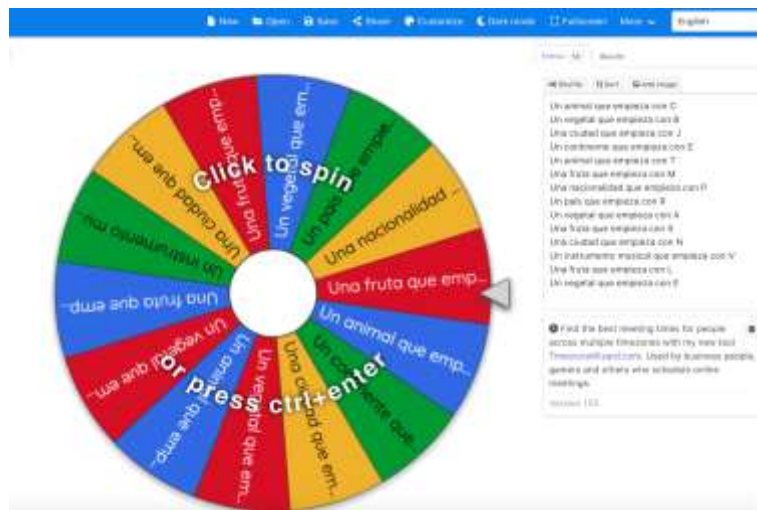 New Open Save Share Customize Dark mode Fullscreen More English
Results
Shuffle Sort Add image
Un animal que empieza con C
Un vegetal que empieza con B
Una ciudad que empieza con J
Un continente que empieza con E
Un animal que empieza con T
Una fruta que empieza con M
Una nacionalidad que empieza con P
Un país que empieza con
Un vegetal que empieza con A
Una fruta que empieza con
Una ciudad que empieza con N
Un instrumento musical que empieza con V
Una fruta que empieza con L
Un vegetal que empieza con
Find the best meeting times for people
across multiple timezones with my new tool
Used by business people,
gamers and others who schedule online
meetings.
Version
Click to spin
or press ctrl+enter
Un vegetal que em...
Un país que empie...
Una nacionalidad ...
Una fruta que emp...
Un animal que emp...
Un continente que...
Una ciudad que em...
Un vegetal que em...
Un animal que emp...
Un vegetal que em...
Una fruta que emp...
Un instrumento mu...
Una ciudad que em...
Una fruta que emp...